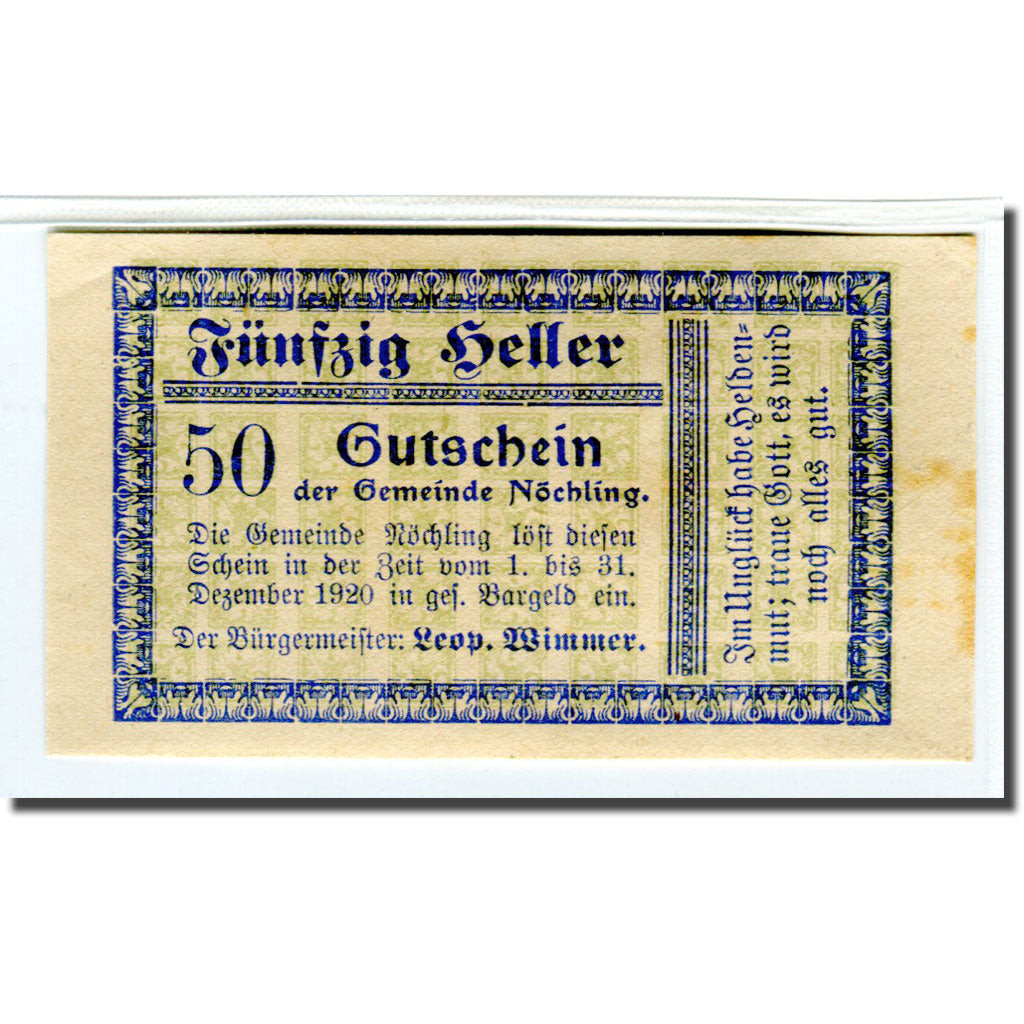 Fünfzig Heller
50
Gutschein
der Gemeinde Nöchling.
Die Gemeinde Nöchling löst diesen
Schein in der Zeit vom 1. bis 31.
Dezember 1920 in ges. Bargeld ein.
Der Bürgermeister: Leop. Wimmer.
Im Unglück habe Helden=
mut; traue Gott, es wird
noch alles gut.